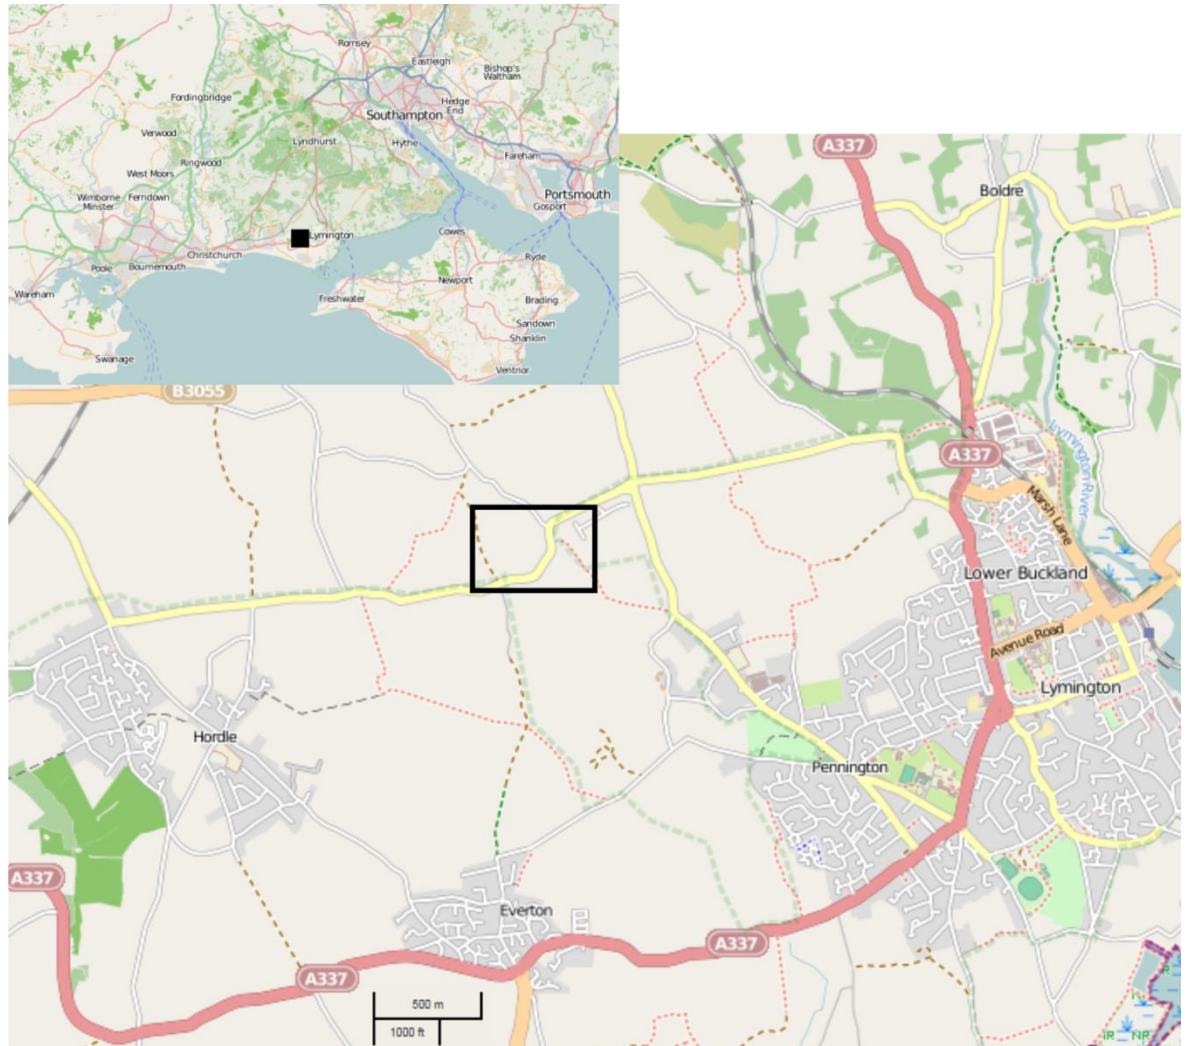 Romsey
Eastleigh
Bishop's
Waltham
Fordingbridge
Hedge
End
Southampton
Verwood
Lyndhurst
Hythe
Ringwood
Fareham
West Moors
Portsmouth
Wimborne
Minster
Ferndown
Gosport
Lymington
Cowes
Christchurch
Ryde
Poole
Bournemouth
Newport
Wareham
Freshwater
Brading
Sandown
Shanklin
Swanage
Ventnor
A337
Boldre
B3055
A337
Lymington River
Marsh Lane
Lower Buckland
Avenue Road
Lymington
Hordle
Pennington
A337
Everton
A337
A337
500 m
1000 ft
R
N
IR
NR